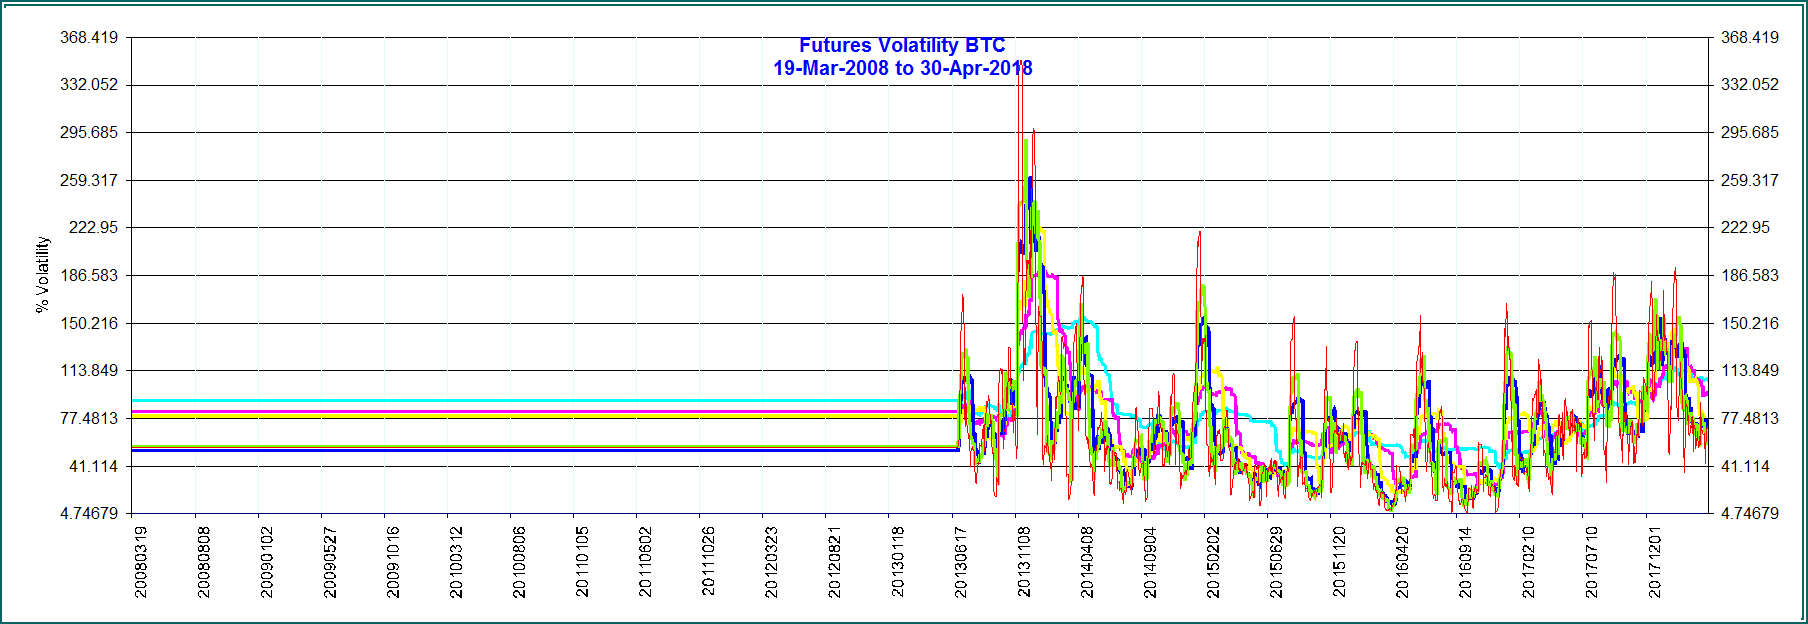 Futures Volatility BTC
19-Mar-2008 to 30-Apr-2018
368.419 368.419
332.052 332.052
295.685 295.685
259.317 259.317
222.95 222.95
186.583 186.583
150.216 150.216
113.849 113.849
77.4813 77.4813
41.114 41.114
4.74679 4.74679
% Volatility
20080319 20080808 20090102 20090527 20091016 20100312 20100806 20110105 20110602 20111026 20120323 20120821 20130118 20130617 20131108 20140408 20140904 20150202 20150629 20151120 20160420 20160914 20170210 20170710 20171201